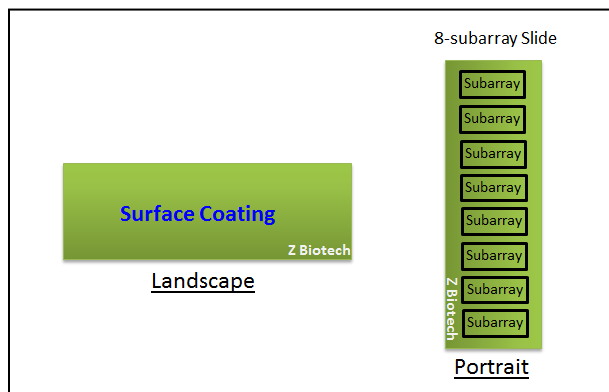 8-subarray Slide
Subarray
Subarray
Subarray
Subarray
Subarray
Subarray
Subarray
Subarray
Z Biotech
Portrait
Surface Coating
Z Biotech
Landscape